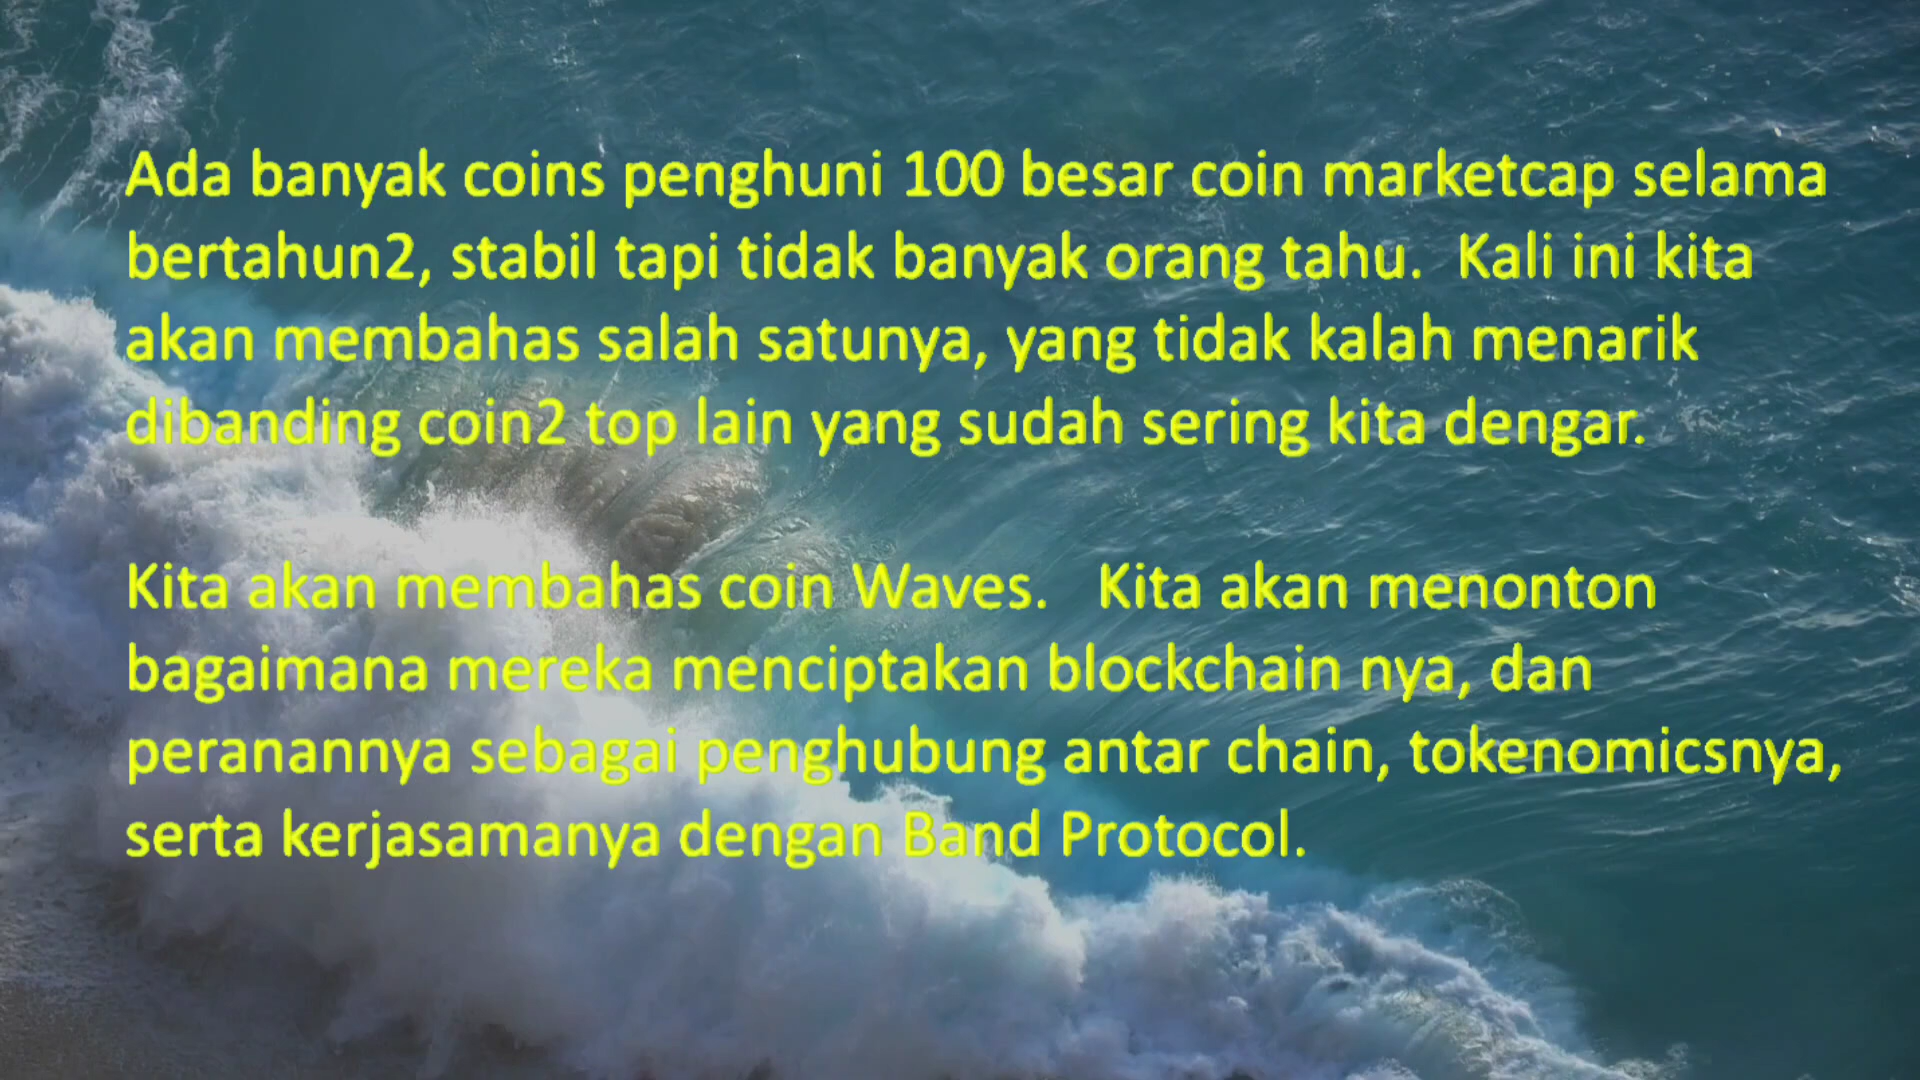 Ada banyak coins penghuni 100 besar coin marketcap selama
bertahun2, stabil tapi tidak banyak orang tahu.  Kali ini kita
akan membahas salah satunya, yang tidak kalah menarik
dibanding coin2 top lain yang sudah sering kita dengar.
Kita akan membahas coin Waves.   Kita akan menonton
bagaimana mereka menciptakan blockchain nya, dan
peranannya sebagai penghubung antar chain, tokenomicsnya,
serta kerjasamanya dengan Band Protocol.